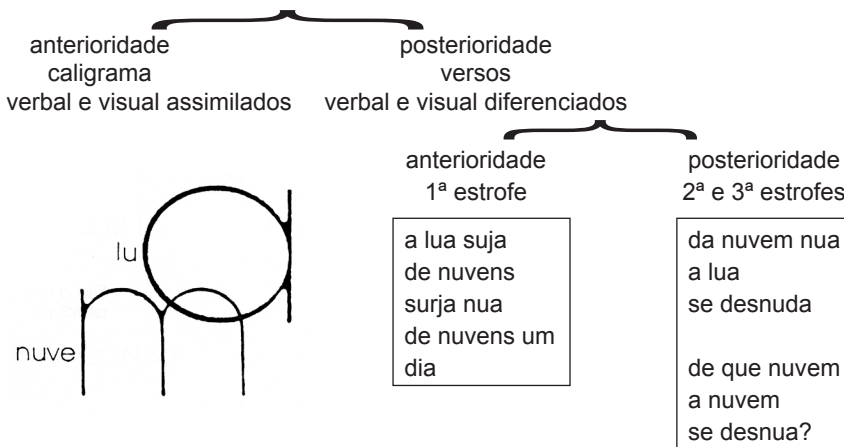 anterioridade
caligrama
verbal e visual assimilados
posterioridade
versos
verbal e visual diferenciados
lu
nuve
anterioridade
1ª estrofe
a lua suja
de nuvens
surja nua
de nuvens um
dia
posterioridade
2ª e 3ª estrofes
da nuvem nua
a lua
se desnuda
de que nuvem
a nuvem
se desnua?